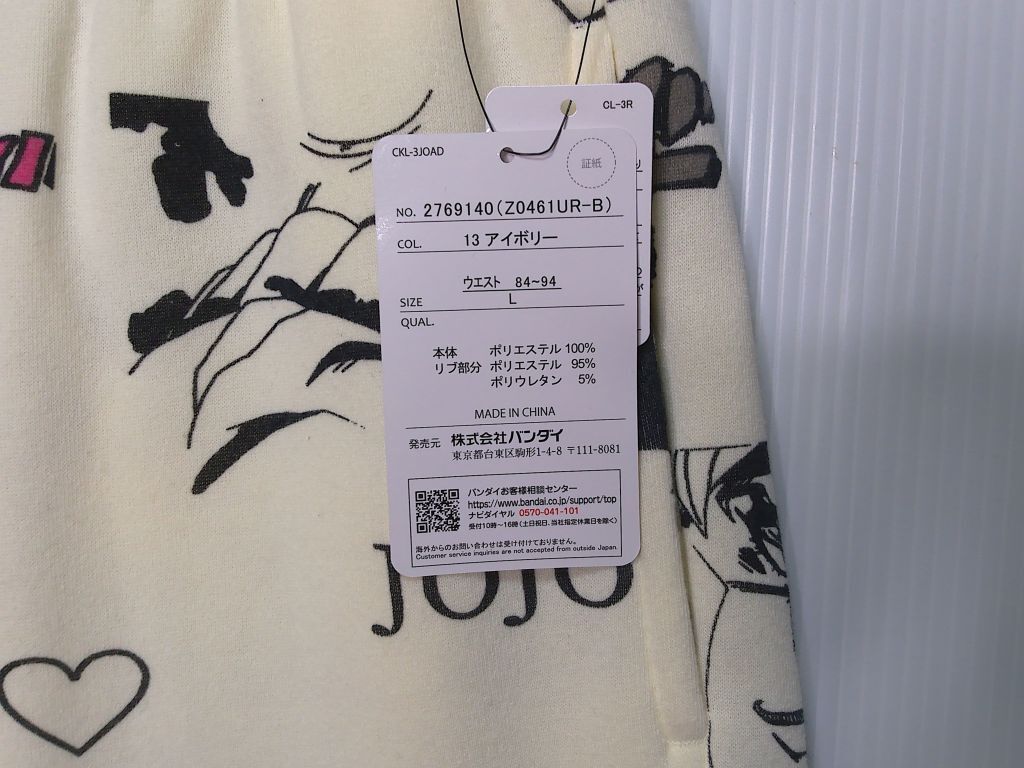 CL-3R
CKL-3JOAD
証紙
NO. 2769140(Z0461UR-B)
COL. 13 アイボリー
ウエスト 84~94
SIZE L
QUAL.
本体 ポリエステル 100%
リブ部分 ポリエステル 95%
ポリウレタン 5%
MADE IN CHINA
発売元 株式会社バンダイ
東京都台東区駒形1-4-8 〒111-8081
バンダイお客様相談センター
https://www.bandai.co.jp/support/top
ナビダイヤル 0570-041-101
受付10時~16時(土日祝日、当社指定休業日を除く)
海外からのお問い合わせは受け付けておりません。
Customer service inquiries are not accepted from outside Japan.
JOJO